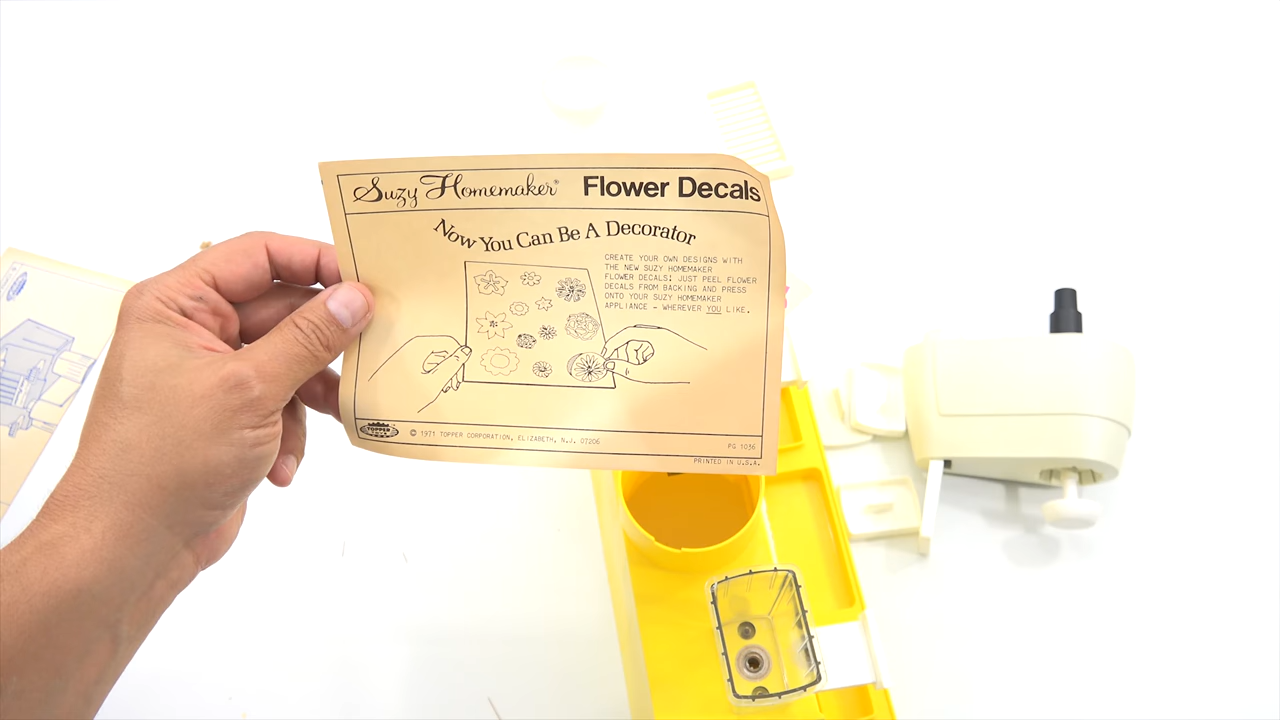 Suzy Homemaker® Flower Decals
Now You Can Be A Decorator
CREATE YOUR OWN DESIGNS WITH
THE NEW SUZY HOMEMAKER
FLOWER DECALS: JUST PEEL FLOWER
DECALS FROM BACKING AND PRESS
ONTO YOUR SUZY HOMEMAKER
APPLIANCE - WHEREVER YOU LIKE.
TOPPER TOYS
© 1971 TOPPER CORPORATION, ELIZABETH, N.J. 07206
PG 1036
PRINTED IN U.S.A.